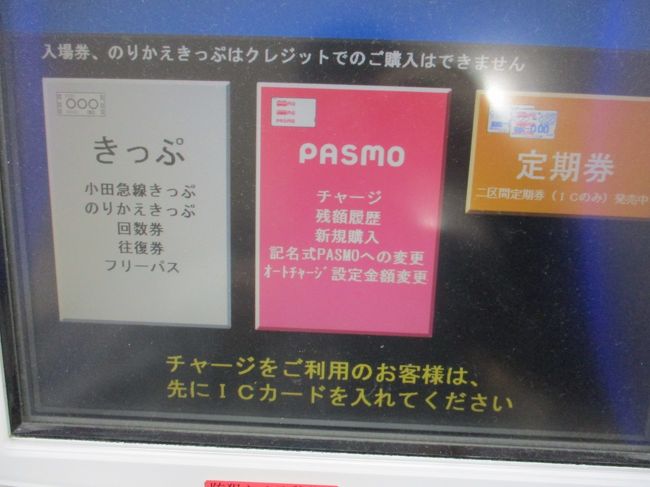 入場券、のりかえきっぷはクレジットでのご購入はできません
きっぷ
小田急線きっぷ
のりかえきっぷ
回数券
往復券
フリーパス
PASMO
チャージ
残額履歴
新規購入
記名式PASMOへの変更
オートチャージ設定金額変更
定期券
二区間定期券（ICのみ）発売中
チャージをご利用のお客様は、
先にICカードを入れてください